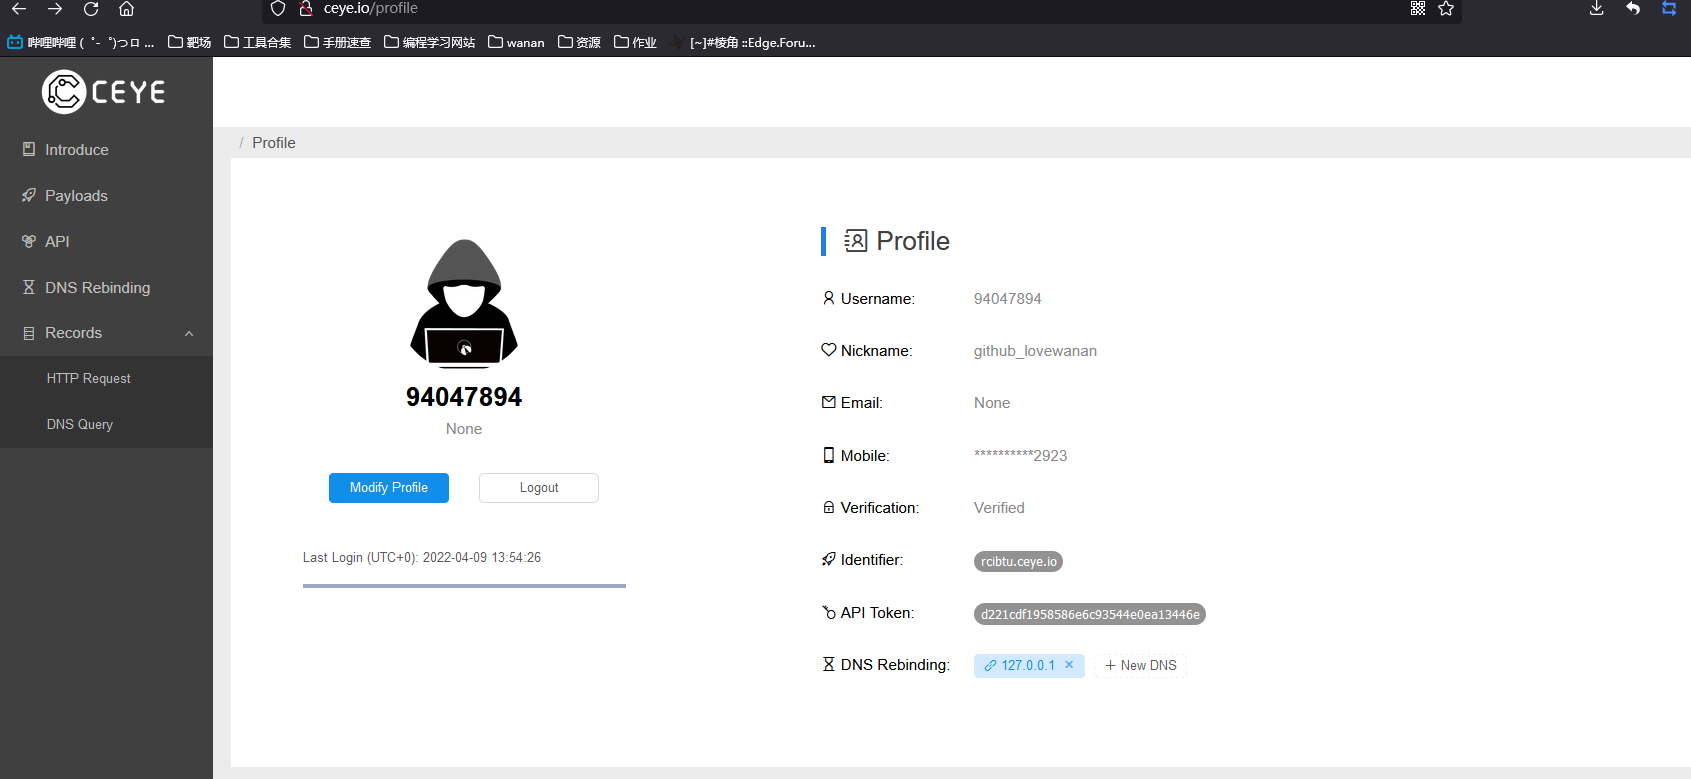 ceye.io/profile
哔哩哔哩 ( ゜- ゜)つロ ... 靶场 工具合集 手册速查 编程学习网站 wanan 资源 作业 [~]#棱角 ::Edge.Foru...
CEYE
/ Profile
Introduce
Payloads
API
DNS Rebinding
Records
HTTP Request
DNS Query
94047894
None
Modify Profile Logout
Last Login (UTC+0): 2022-04-09 13:54:26
Profile
Username: 94047894
Nickname: github_lovewanan
Email: None
Mobile: **********2923
Verification: Verified
Identifier: rcibtu.ceye.io
API Token: d221cdf1958586e6c93544e0ea13446e
DNS Rebinding: 127.0.0.1 × + New DNS